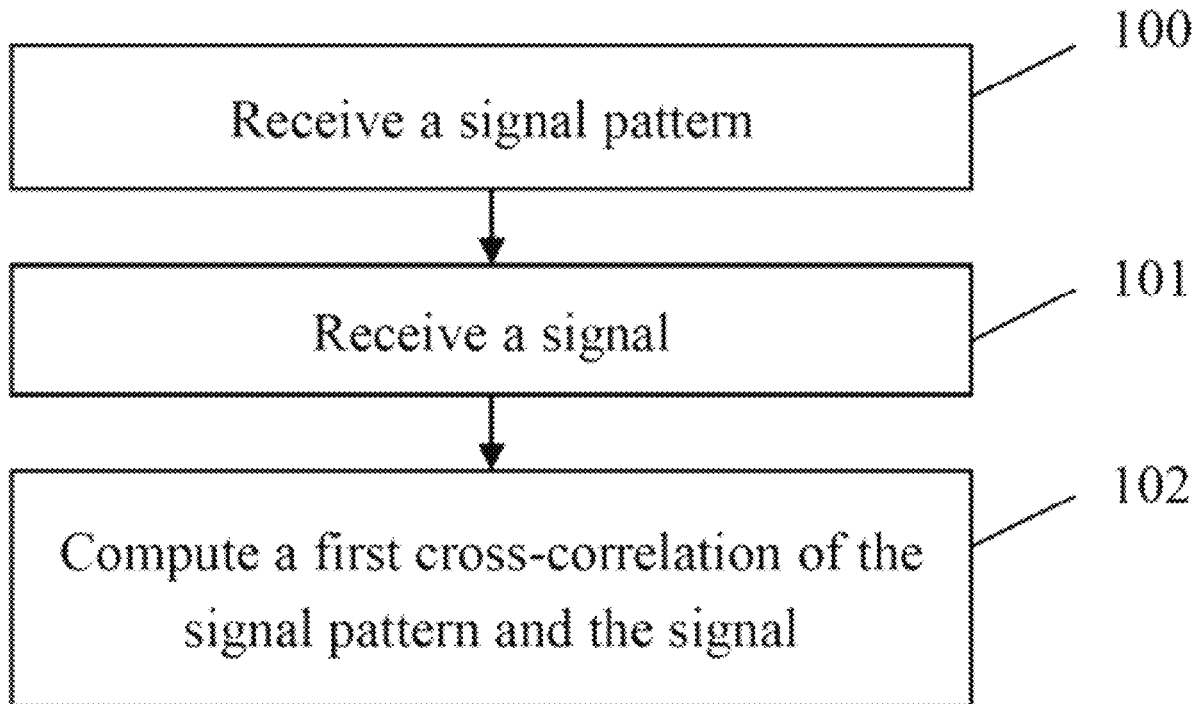 100
Receive a signal pattern
101
Receive a signal
102
Compute a first cross-correlation of the
signal pattern and the signal